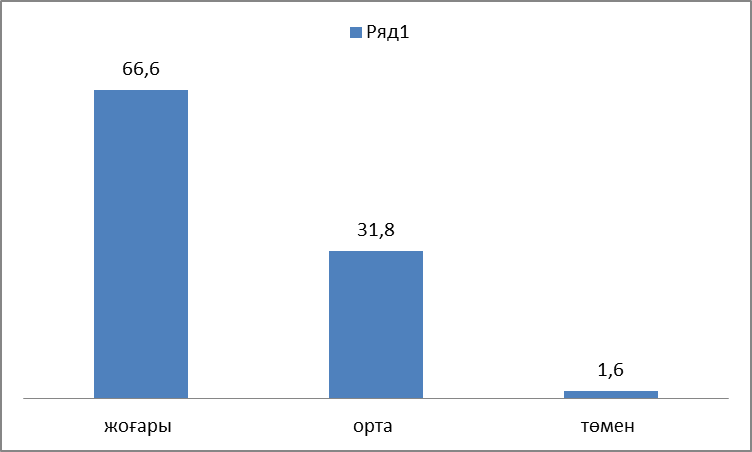 Ряд1
66,6
31,8
1,6
жоғары
орта
төмен